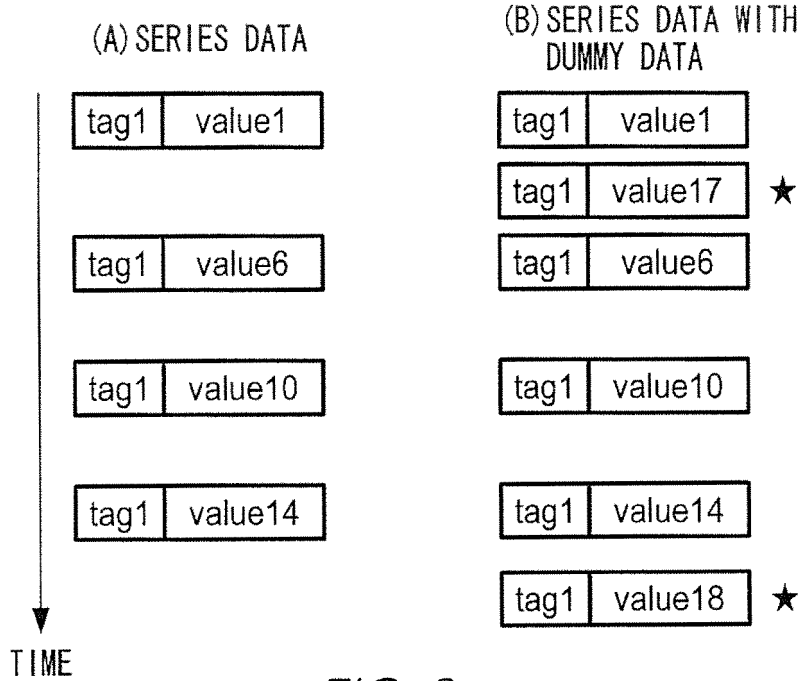 (A) SERIES DATA
tag1 value1
tag1 value6
tag1 value10
tag1 value14
TIME
(B) SERIES DATA WITH
DUMMY DATA
tag1 value1
tag1 value17 ★
tag1 value6
tag1 value10
tag1 value14
tag1 value18 ★